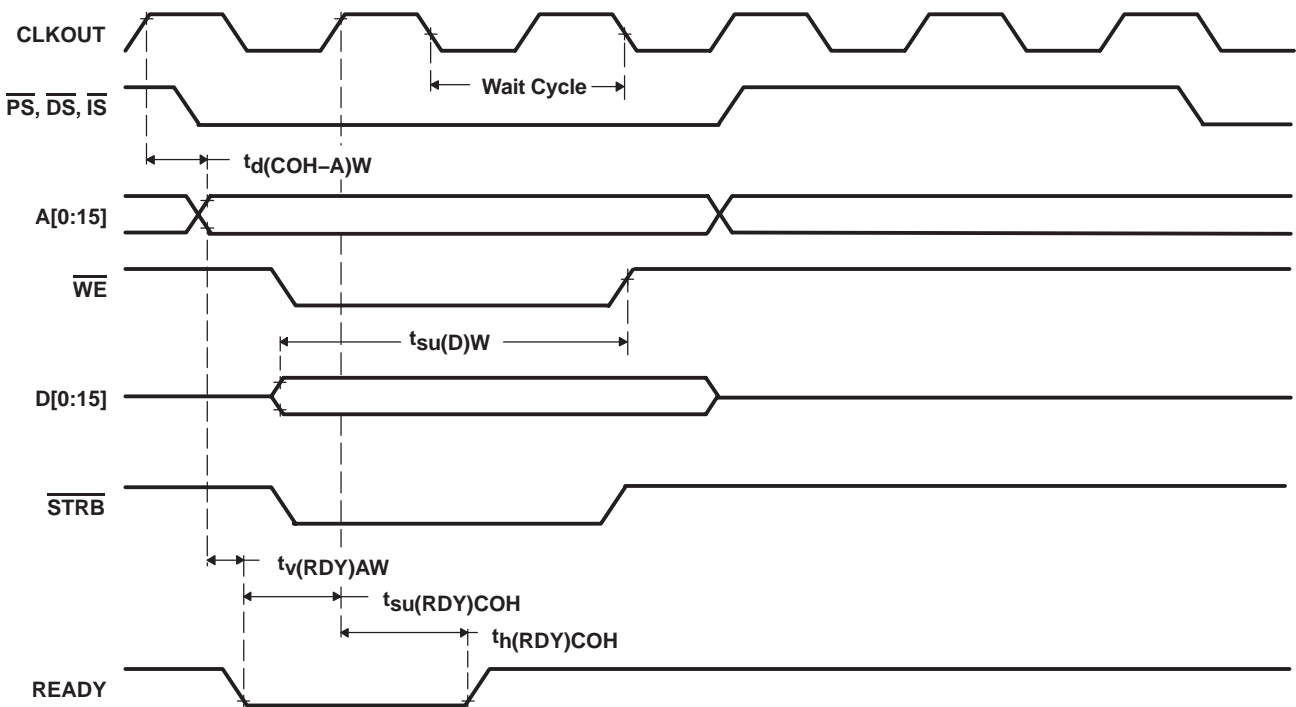 CLKOUT
Wait Cycle
PS, DS, IS
td(COH–A)W
A[0:15]
WE
tsu(D)W
D[0:15]
STRB
tv(RDY)AW
tsu(RDY)COH
th(RDY)COH
READY